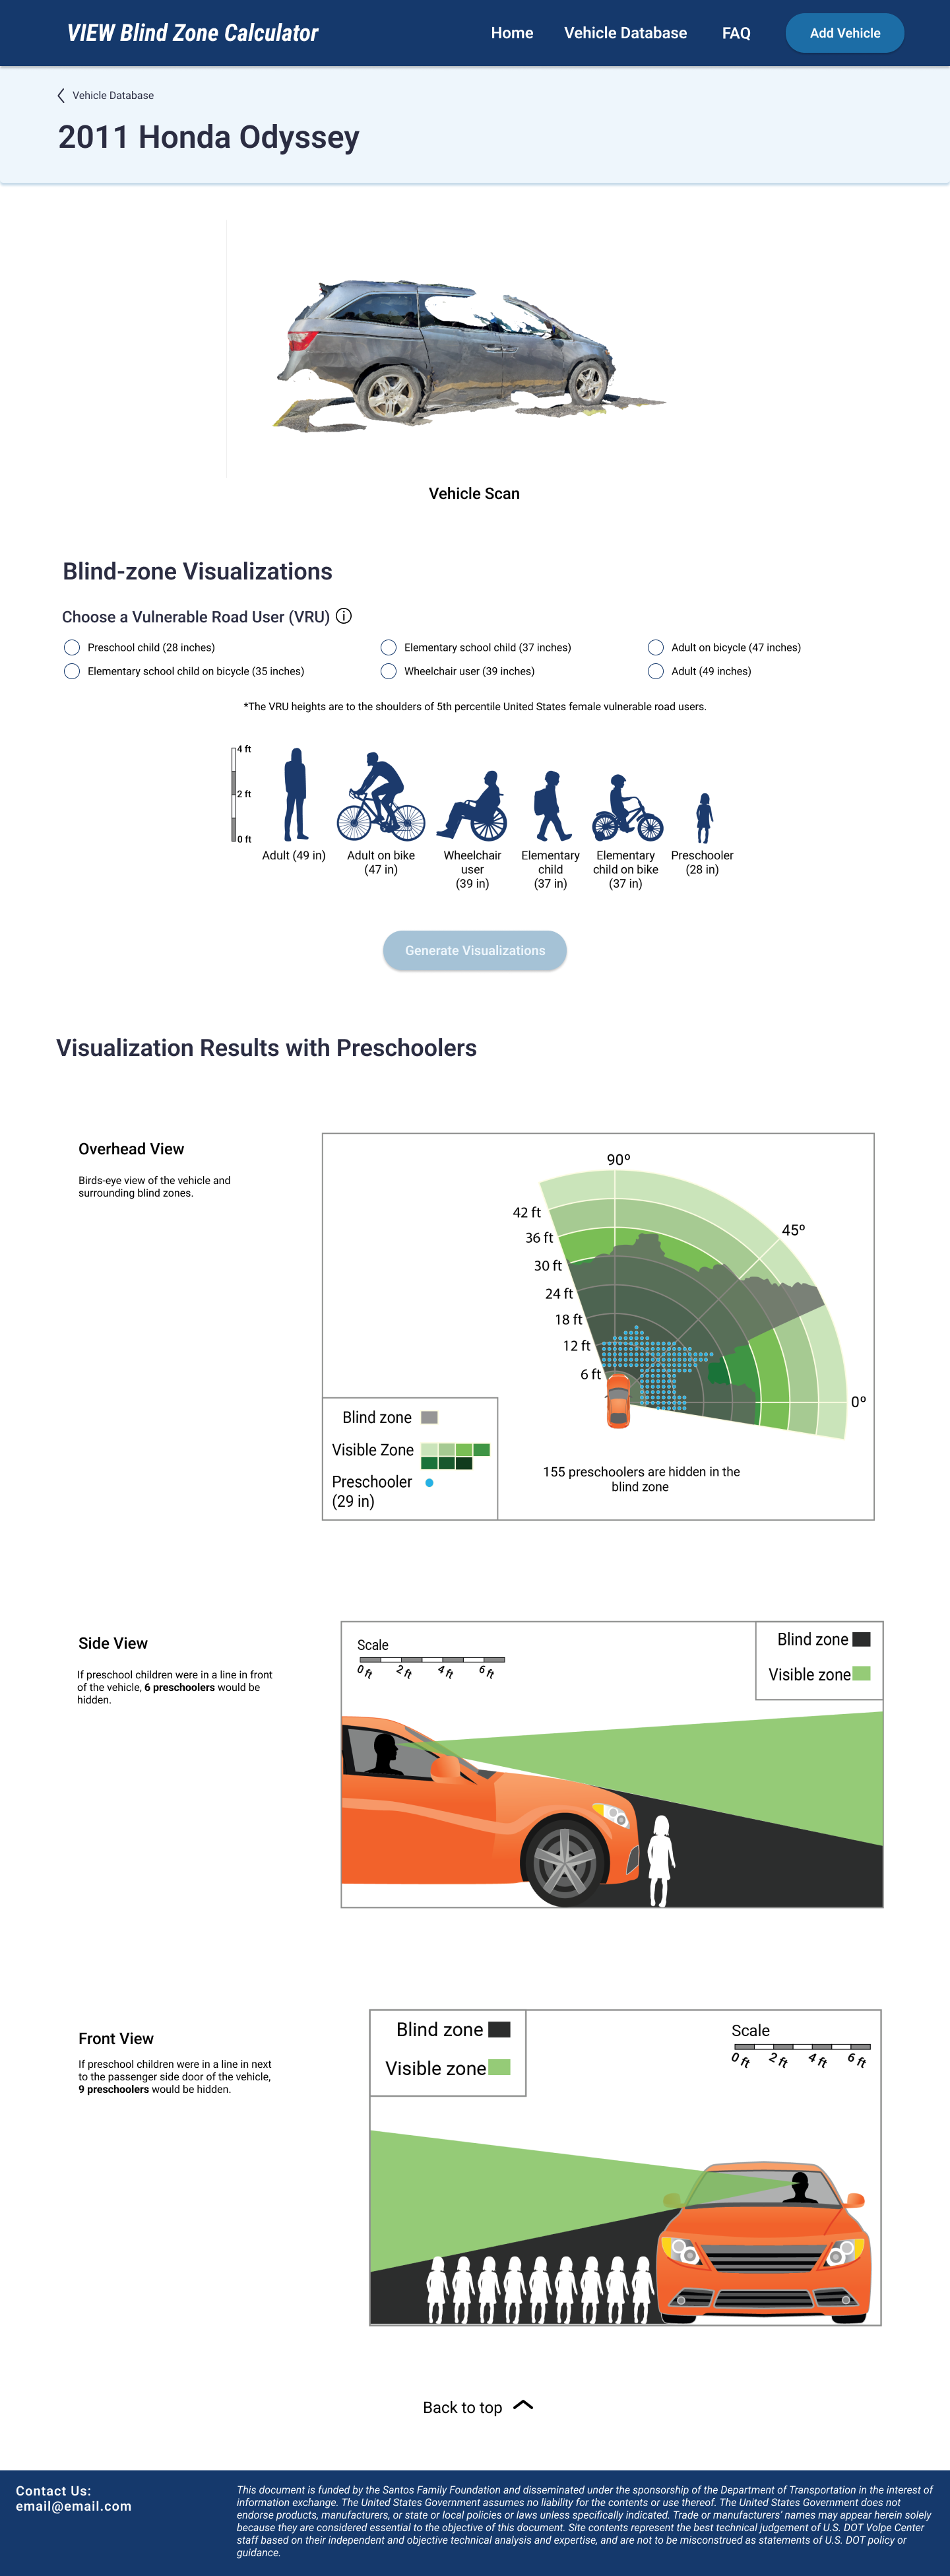 VIEW Blind Zone Calculator
Home
Vehicle Database
FAQ
Add Vehicle
Vehicle Database
2011 Honda Odyssey
Vehicle Scan
Blind-zone Visualizations
Choose a Vulnerable Road User (VRU)
Preschool child (28 inches)
Elementary school child (37 inches)
Adult on bicycle (47 inches)
Elementary school child on bicycle (35 inches)
Wheelchair user (39 inches)
Adult (49 inches)
*The VRU heights are to the shoulders of 5th percentile United States female vulnerable road users.
4 ft
2 ft
0 ft
Adult (49 in)
Adult on bike
(47 in)
Wheelchair
user
(39 in)
Elementary
child
(37 in)
Elementary
child on bike
(37 in)
Preschooler
(28 in)
Generate Visualizations
Visualization Results with Preschoolers
Overhead View
Birds-eye view of the vehicle and
surrounding blind zones.
90º
45º
0º
42 ft
36 ft
30 ft
24 ft
18 ft
12 ft
6 ft
Blind zone
Visible Zone
Preschooler
(29 in)
155 preschoolers are hidden in the
blind zone
Side View
If preschool children were in a line in front
of the vehicle, 6 preschoolers would be
hidden.
Scale
0 ft
2 ft
4 ft
6 ft
Blind zone
Visible zone
Front View
If preschool children were in a line in next
to the passenger side door of the vehicle,
9 preschoolers would be hidden.
Blind zone
Visible zone
Scale
0 ft
2 ft
4 ft
6 ft
Back to top
Contact Us:
email@email.com
This document is funded by the Santos Family Foundation and disseminated under the sponsorship of the Department of Transportation in the interest of
information exchange. The United States Government assumes no liability for the contents or use thereof. The United States Government does not
endorse products, manufacturers, or state or local policies or laws unless specifically indicated. Trade or manufacturers' names may appear herein solely
because they are considered essential to the objective of this document. Site contents represent the best technical judgement of U.S. DOT Volpe Center
staff based on their independent and objective technical analysis and expertise, and are not to be misconstrued as statements of U.S. DOT policy or
guidance.